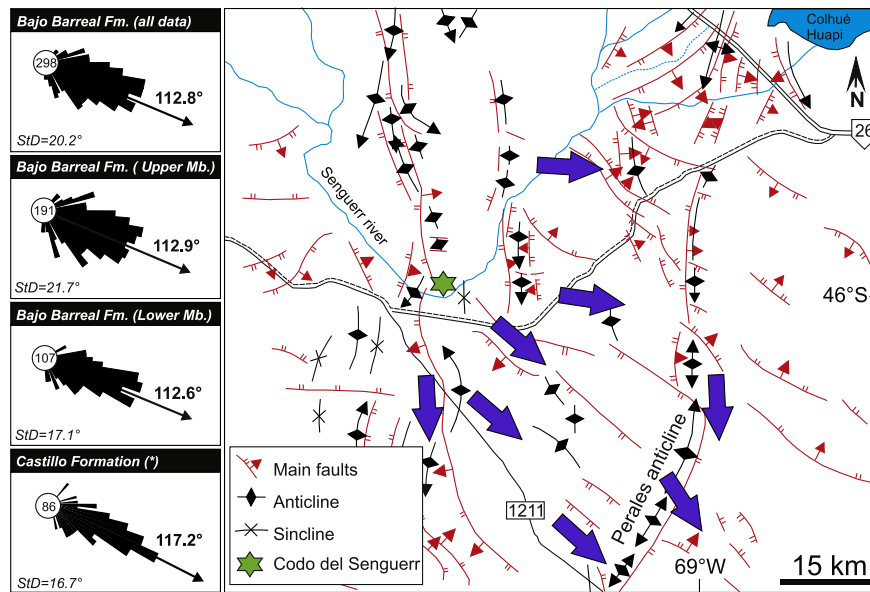 Bajo Barreal Fm. (all data)
298
112.8°
StD=20.2°
Bajo Barreal Fm. ( Upper Mb.)
191
112.9°
StD=21.7°
Bajo Barreal Fm. (Lower Mb.)
107
112.6°
StD=17.1°
Castillo Formation (*)
86
117.2°
StD=16.7°
Colhué
Huapi
N
26
Senguerr river
46°S
Perales anticline
1211
69°W
15 km
Main faults
Anticline
Sincline
Codo del Senguerr